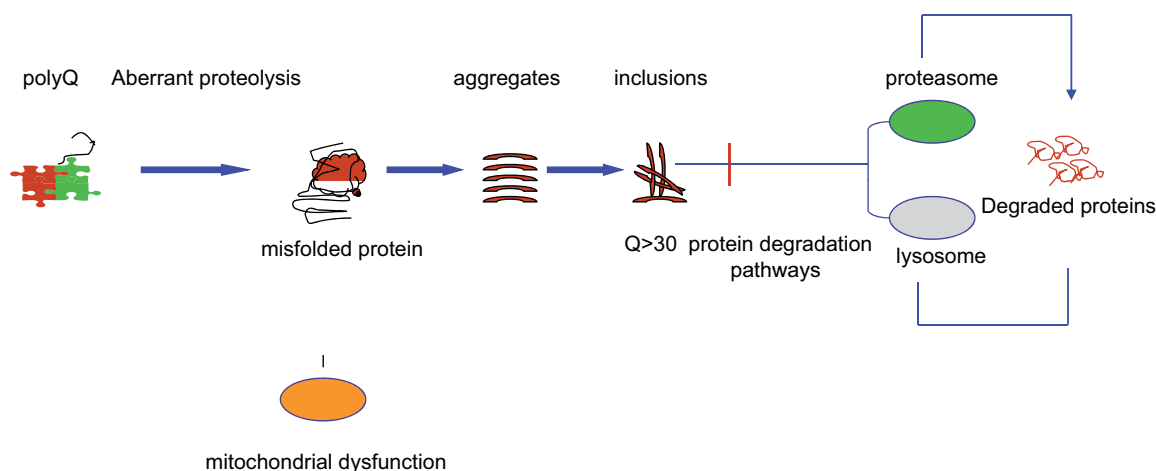 polyQ
Aberrant proteolysis
aggregates
inclusions
proteasome
misfolded protein
Q>30 protein degradation
pathways
lysosome
Degraded proteins
mitochondrial dysfunction